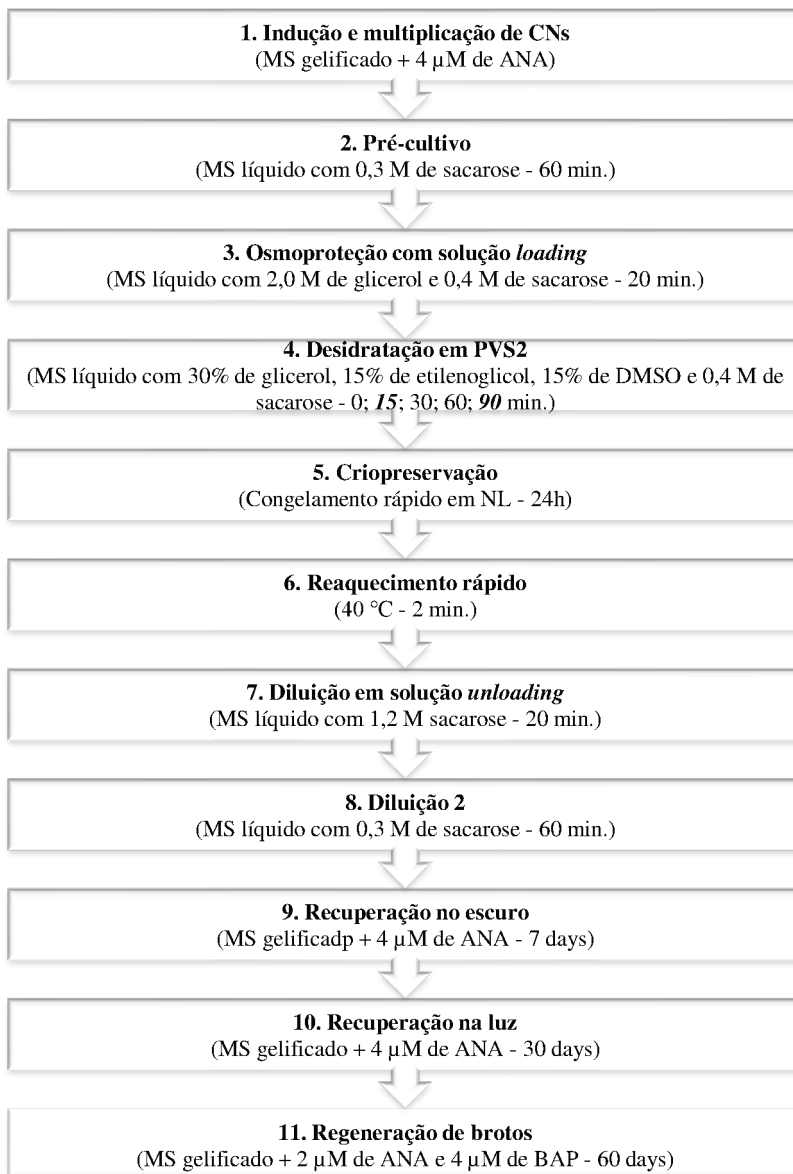 1. Indução e multiplicação de CNs
(MS gelificado + 4 µM de ANA)
2. Pré-cultivo
(MS líquido com 0,3 M de sacarose - 60 min.)
3. Osmoproteção com solução loading
(MS líquido com 2,0 M de glicerol e 0,4 M de sacarose - 20 min.)
4. Desidratação em PVS2
(MS líquido com 30% de glicerol, 15% de etilenoglicol, 15% de DMSO e 0,4 M de
sacarose - 0; 15; 30; 60; 90 min.)
5. Criopreservação
(Congelamento rápido em NL - 24h)
6. Reaquecimento rápido
(40 °C - 2 min.)
7. Diluição em solução unloading
(MS líquido com 1,2 M sacarose - 20 min.)
8. Diluição 2
(MS líquido com 0,3 M de sacarose - 60 min.)
9. Recuperação no escuro
(MS gelificadp + 4 µM de ANA - 7 days)
10. Recuperação na luz
(MS gelificado + 4 µM de ANA - 30 days)
11. Regeneração de brotos
(MS gelificado + 2 µM de ANA e 4 µM de BAP - 60 days)